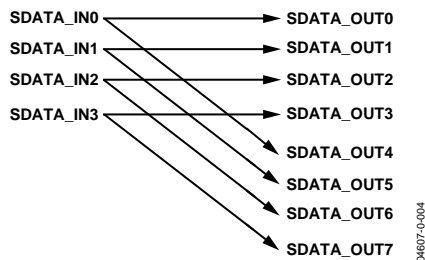 SDATA_IN0
SDATA_IN1
SDATA_IN2
SDATA_IN3
SDATA_OUT0
SDATA_OUT1
SDATA_OUT2
SDATA_OUT3
SDATA_OUT4
SDATA_OUT5
SDATA_OUT6
SDATA_OUT7
04607-0-004